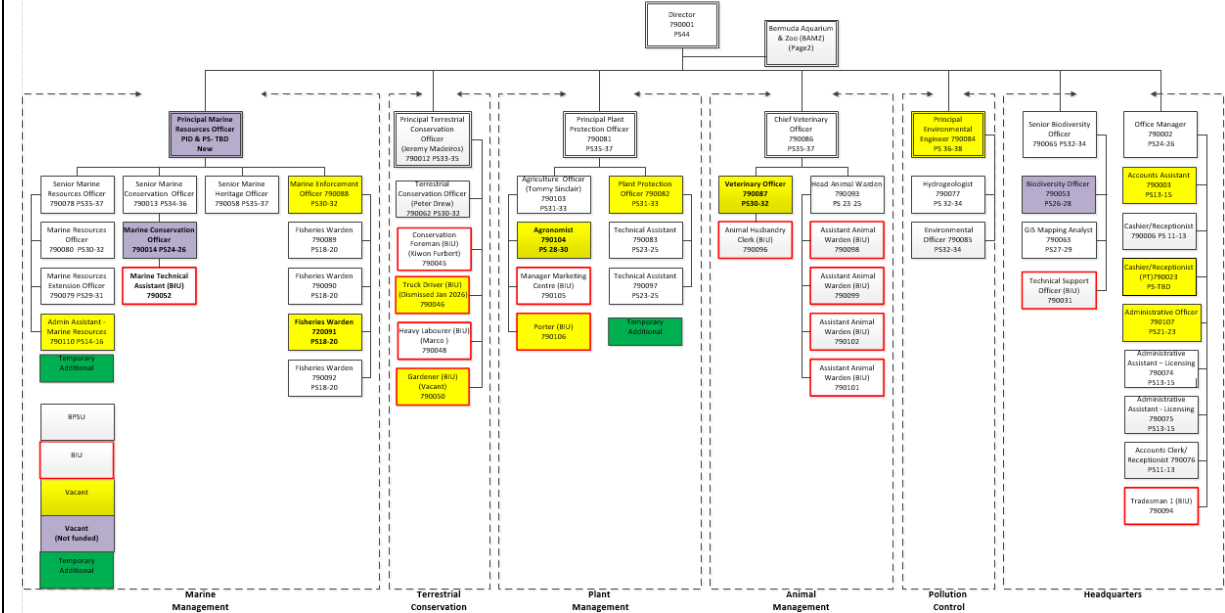 Director
790001
PS44
Bermuda Aquarium
& Zoo (BAMZ)
(Page2)
Principal Marine
Resources Officer
PID & PS- TBD
New
Senior Marine
Resources Officer
790078 PS35-37
Senior Marine
Conservation Officer
790013 PS34-36
Senior Marine
Heritage Officer
790058 PS35-37
Marine Enforcement
Officer 790088
PS30-32
Marine Resources
Officer
790080 PS30-32
Marine Conservation
Officer
790014 PS24-26
Fisheries Warden
790089
PS18-20
Marine Resources
Extension Officer
790079 PS29-31
Marine Technical
Assistant (BIU)
790052
Fisheries Warden
790090
PS18-20
Admin Assistant -
Marine Resources
790110 PS14-16
Fisheries Warden
720091
PS18-20
Temporary
Additional
Fisheries Warden
790092
PS18-20
BPSU
BIU
Vacant
Vacant
(Not funded)
Temporary
Additional
Marine
Management
Principal Terrestrial
Conservation
Officer
(Jeremy Madeiros)
790012 PS33-35
Terrestrial
Conservation Officer
(Peter Drew)
790062 PS30-32
Conservation
Foreman (BIU)
(Kiwon Furbert)
790045
Truck Driver (BIU)
(Dismissed Jan 2026)
790046
Heavy Labourer (BIU)
(Marco )
790048
Gardener (BIU)
(Vacant)
790050
Terrestrial
Conservation
Principal Plant
Protection Officer
790081
PS35-37
Agriculture Officer
(Tommy Sinclair)
790103
PS31-33
Plant Protection
Officer 790082
PS31-33
Agronomist
790104
PS 28-30
Technical Assistant
790083
PS23-25
Manager Marketing
Centre (BIU)
790105
Technical Assistant
790097
PS23-25
Porter (BIU)
790106
Temporary
Additional
Plant
Management
Chief Veterinary
Officer
790086
PS35-37
Veterinary Officer
790087
PS30-32
Head Animal Warden
790093
PS 23-25
Animal Husbandry
Clerk (BIU)
790096
Assistant Animal
Warden (BIU)
790098
Assistant Animal
Warden (BIU)
790099
Assistant Animal
Warden (BIU)
790102
Assistant Animal
Warden (BIU)
790101
Animal
Management
Principal
Environmental
Engineer 790084
PS 36-38
Hydrogeologist
790077
PS 32-34
Environmental
Officer 790085
PS32-34
Pollution
Control
Senior Biodiversity
Officer
790065 PS32-34
Biodiversity Officer
790053
PS26-28
GIS Mapping Analyst
790063
PS27-29
Technical Support
Officer (BIU)
790031
Office Manager
790002
PS24-26
Accounts Assistant
790003
PS13-15
Cashier/Receptionist
790006 PS 11-13
Cashier/Receptionist
(PT)790023
PS-TBD
Administrative Officer
790107
PS21-23
Administrative
Assistant – Licensing
790074
PS13-15
Administrative
Assistant - Licensing
790075
PS13-15
Accounts Clerk/
Receptionist 790076
PS11-13
Tradesman 1 (BIU)
790094
Headquarters